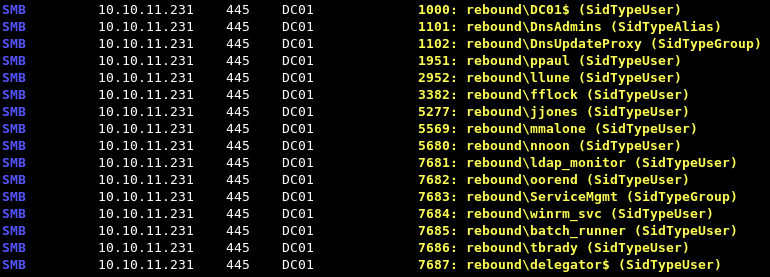 SMB 10.10.11.231 445 DC01 1000: rebound\DC01$ (SidTypeUser)
SMB 10.10.11.231 445 DC01 1101: rebound\DnsAdmins (SidTypeAlias)
SMB 10.10.11.231 445 DC01 1102: rebound\DnsUpdateProxy (SidTypeGroup)
SMB 10.10.11.231 445 DC01 1951: rebound\ppaul (SidTypeUser)
SMB 10.10.11.231 445 DC01 2952: rebound\llune (SidTypeUser)
SMB 10.10.11.231 445 DC01 3382: rebound\fflock (SidTypeUser)
SMB 10.10.11.231 445 DC01 5277: rebound\jjones (SidTypeUser)
SMB 10.10.11.231 445 DC01 5569: rebound\mmalone (SidTypeUser)
SMB 10.10.11.231 445 DC01 5680: rebound\nnoon (SidTypeUser)
SMB 10.10.11.231 445 DC01 7681: rebound\ldap_monitor (SidTypeUser)
SMB 10.10.11.231 445 DC01 7682: rebound\oorend (SidTypeUser)
SMB 10.10.11.231 445 DC01 7683: rebound\ServiceMgmt (SidTypeGroup)
SMB 10.10.11.231 445 DC01 7684: rebound\winrm_svc (SidTypeUser)
SMB 10.10.11.231 445 DC01 7685: rebound\batch_runner (SidTypeUser)
SMB 10.10.11.231 445 DC01 7686: rebound\tbrady (SidTypeUser)
SMB 10.10.11.231 445 DC01 7687: rebound\delegator$ (SidTypeUser)